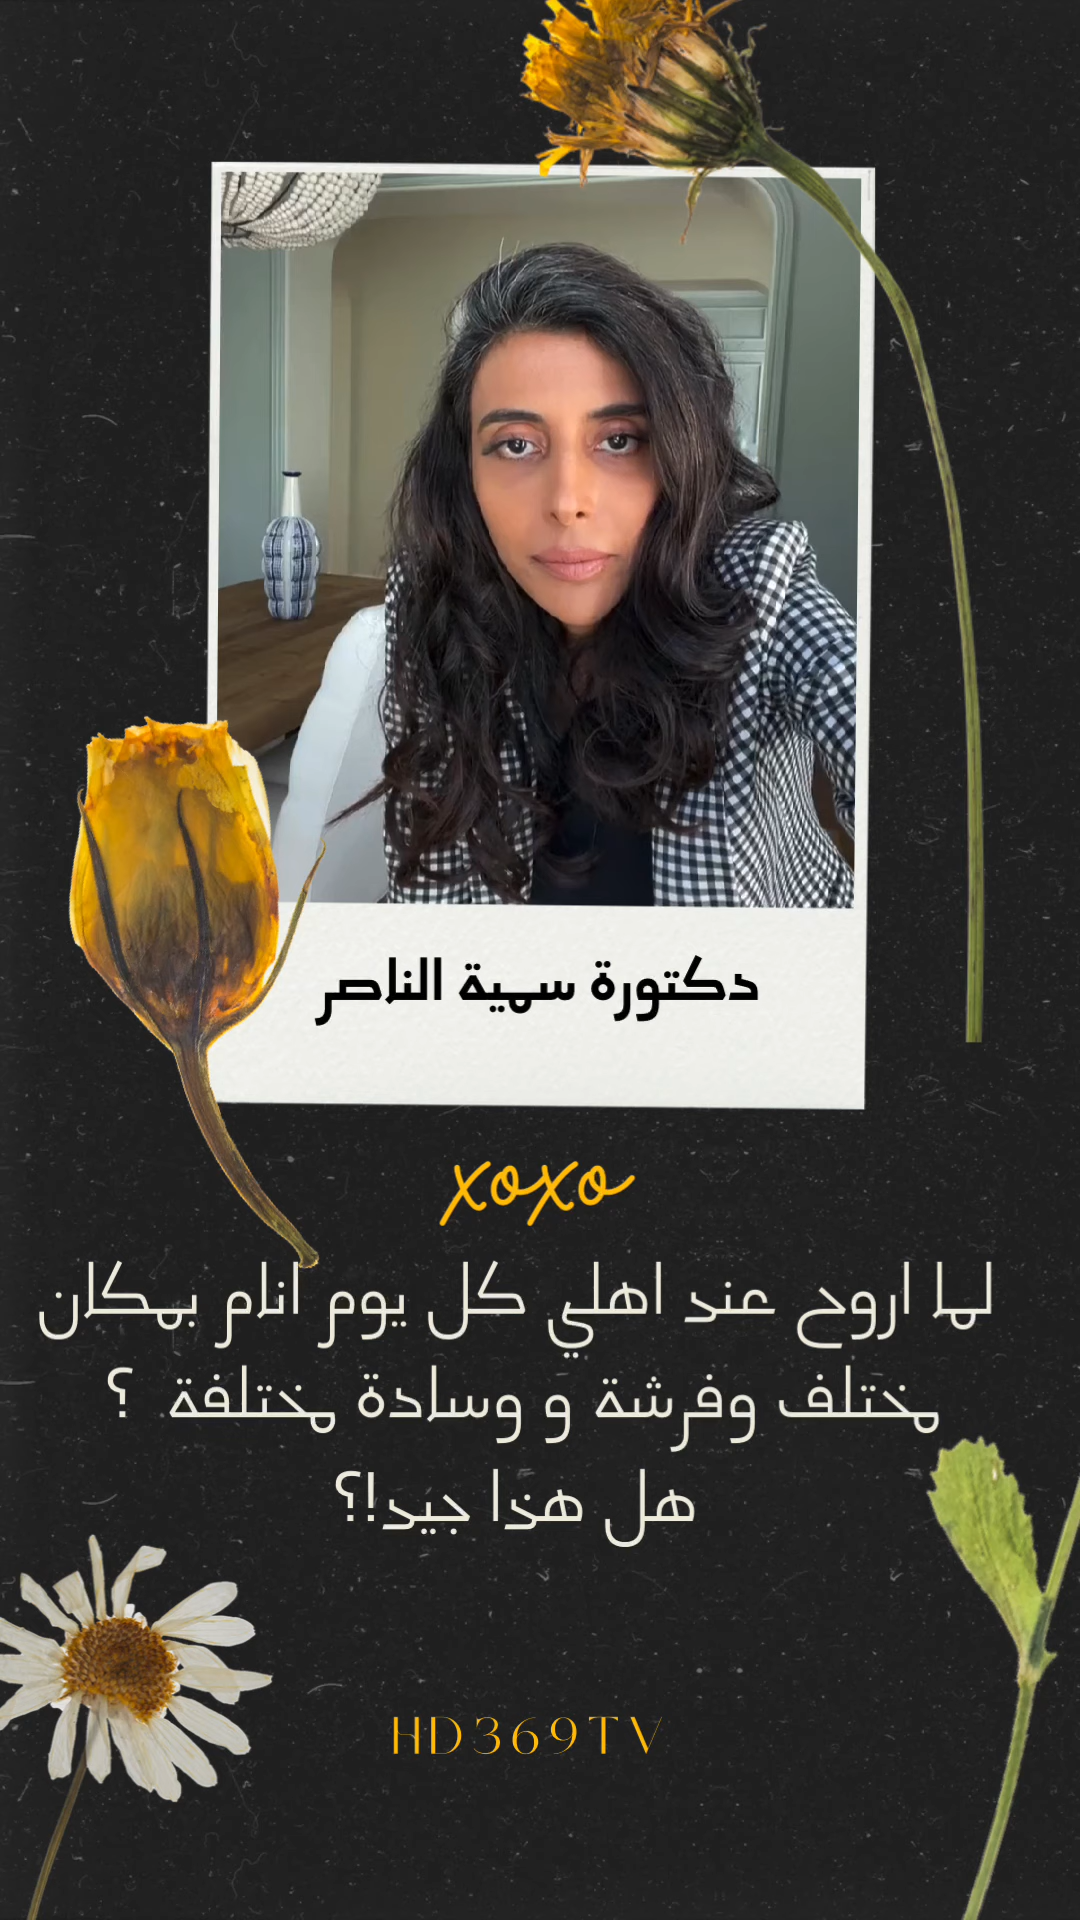 دكتورة سمية الناصر
xoxo
لما اروح عند اهلي كل يوم انام بمكان
مختلف وفرشة و وسادة مختلفة ؟
هل هذا جيد!؟
HD369TV